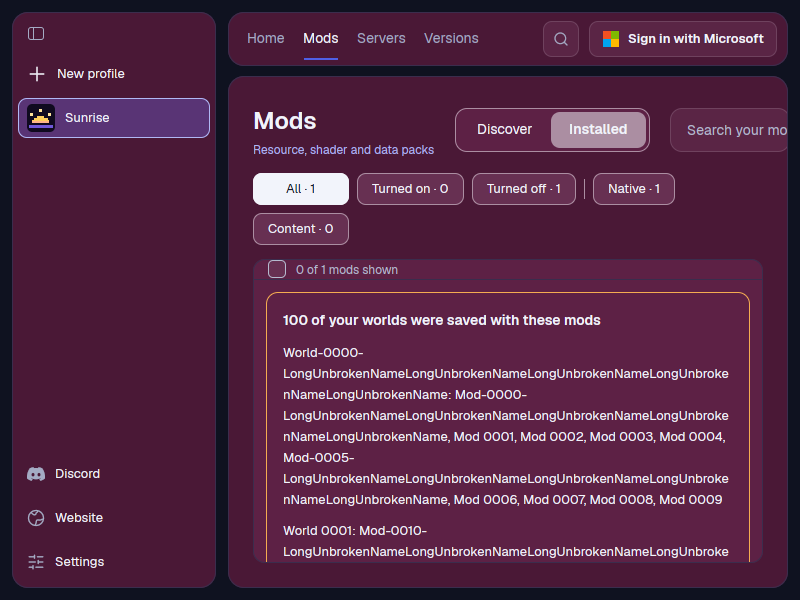 New profile
Sunrise
Discord
Website
Settings
Home
Mods
Servers
Versions
Sign in with Microsoft
Mods
Resource, shader and data packs
Discover
Installed
Search your mo
All · 1
Turned on · 0
Turned off · 1
Native · 1
Content · 0
0 of 1 mods shown
100 of your worlds were saved with these mods
World-0000-
LongUnbrokenNameLongUnbrokenNameLongUnbrokenNameLongUnbroke
nNameLongUnbrokenName: Mod-0000-
LongUnbrokenNameLongUnbrokenNameLongUnbrokenNameLongUnbroke
nNameLongUnbrokenName, Mod 0001, Mod 0002, Mod 0003, Mod 0004,
Mod-0005-
LongUnbrokenNameLongUnbrokenNameLongUnbrokenNameLongUnbroke
nNameLongUnbrokenName, Mod 0006, Mod 0007, Mod 0008, Mod 0009
World 0001: Mod-0010-
LongUnbrokenNameLongUnbrokenNameLongUnbrokenNameLongUnbroke